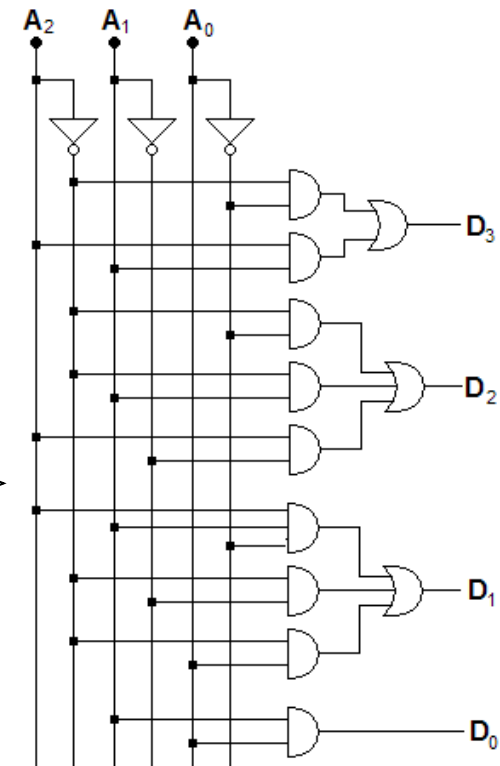 A₂ A₁ A₀
D₃
D₂
D₁
D₀